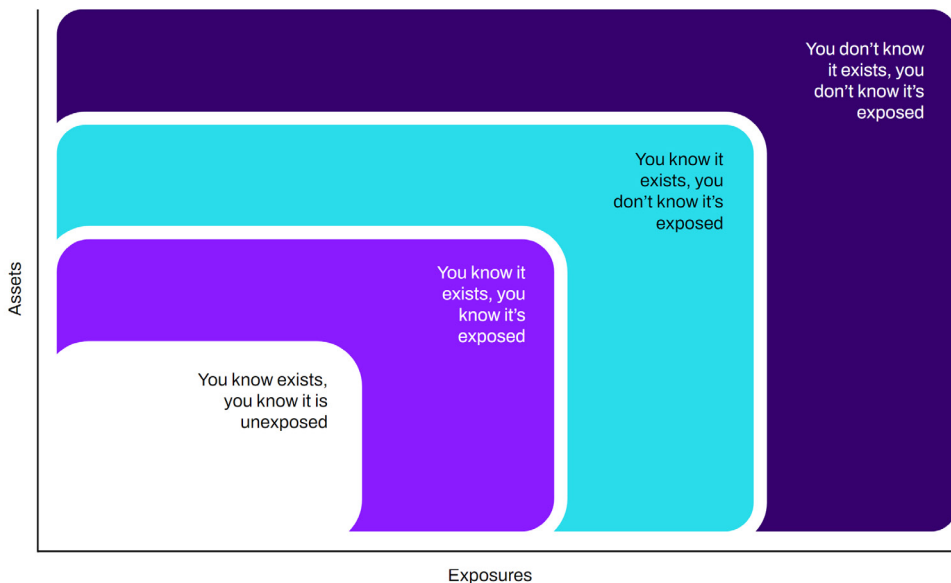 You don’t know
it exists, you
don’t know it’s
exposed
You know it
exists, you
don’t know it’s
exposed
You know it
exists, you
know it’s
exposed
You know exists,
you know it is
unexposed
Assets
Exposures